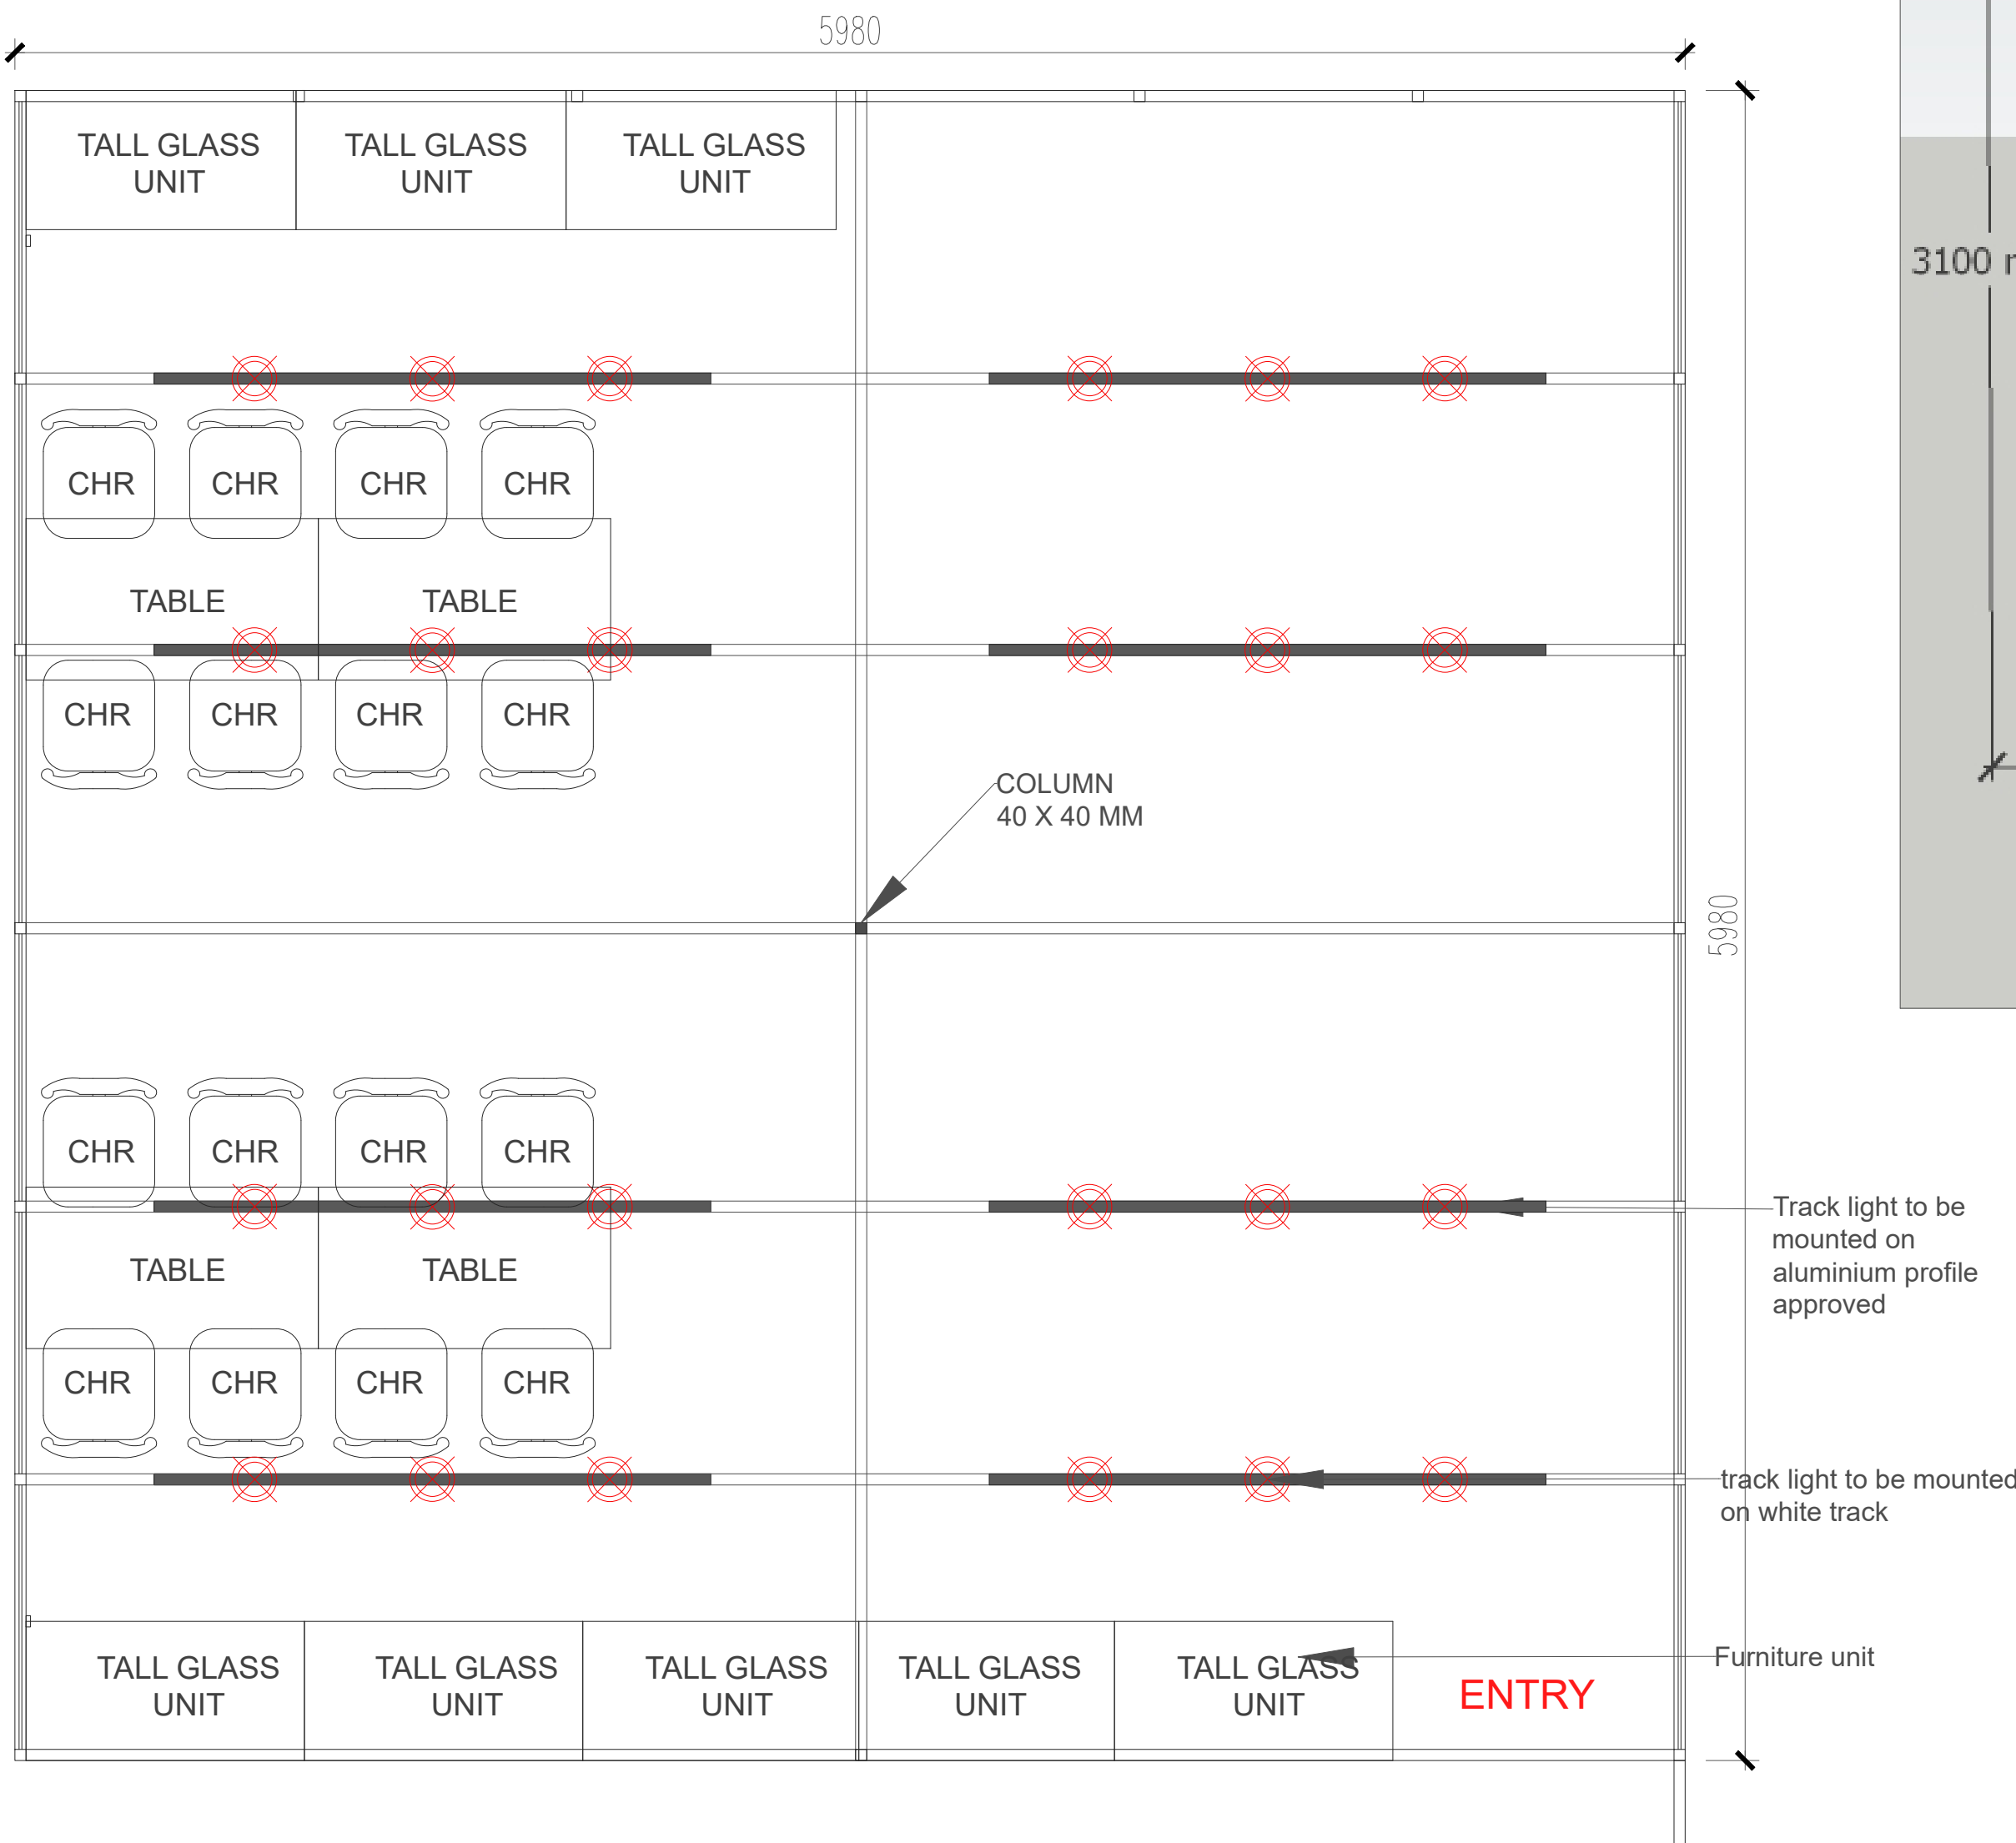 5980
TALL GLASS
UNIT
TALL GLASS
UNIT
TALL GLASS
UNIT
3100
CHR
CHR
CHR
CHR
TABLE
TABLE
CHR
CHR
CHR
CHR
COLUMN
40 X 40 MM
5980
CHR
CHR
CHR
CHR
Track light to be
mounted on
aluminium profile
approved
TABLE
TABLE
CHR
CHR
CHR
CHR
track light to be mounted
on white track
TALL GLASS
UNIT
TALL GLASS
UNIT
TALL GLASS
UNIT
TALL GLASS
UNIT
TALL GLASS
UNIT
ENTRY
Furniture unit